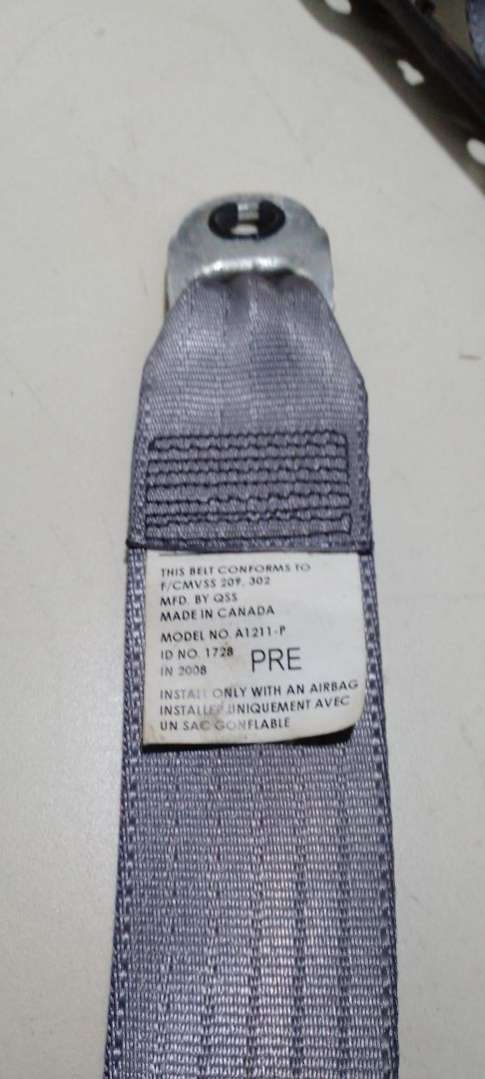 THIS BELT CONFORMS TO
F/CMVSS 209, 302
MFD. BY QSS
MADE IN CANADA
MODEL NO. A1211-P
ID NO. 1728
IN 2008 PRE
INSTALL ONLY WITH AN AIRBAG
INSTALLER UNIQUEMENT AVEC
UN SAC GONFLABLE